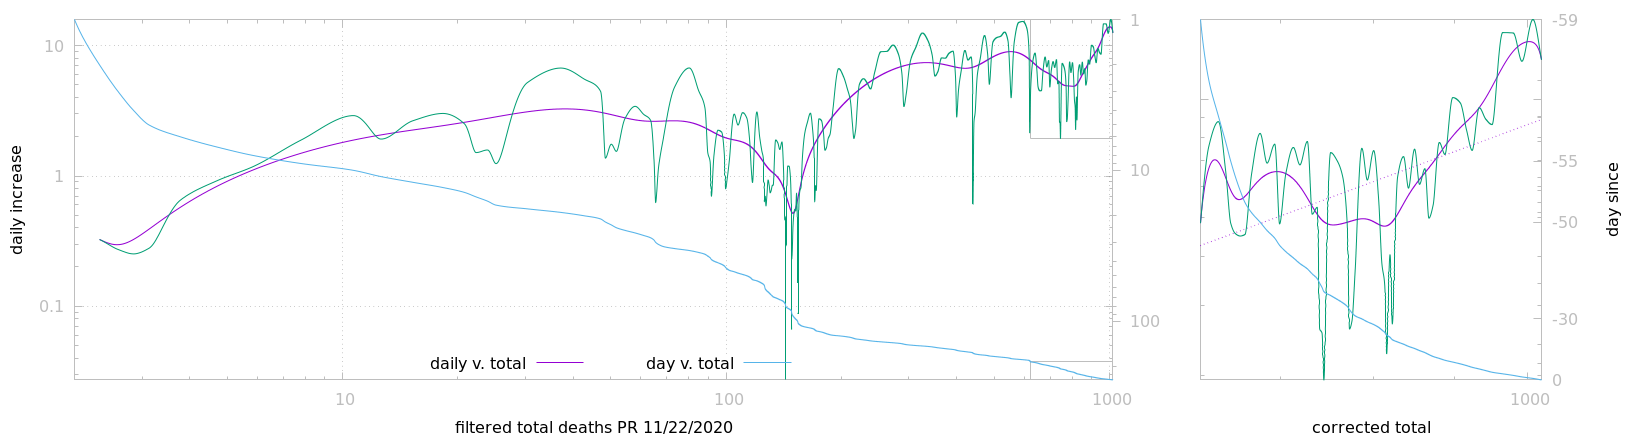 10
1
0.1
daily increase
daily v. total
day v. total
10
100
1000
filtered total deaths PR 11/22/2020
1
10
100
1000
corrected total
-59
-55
-50
-30
0
day since